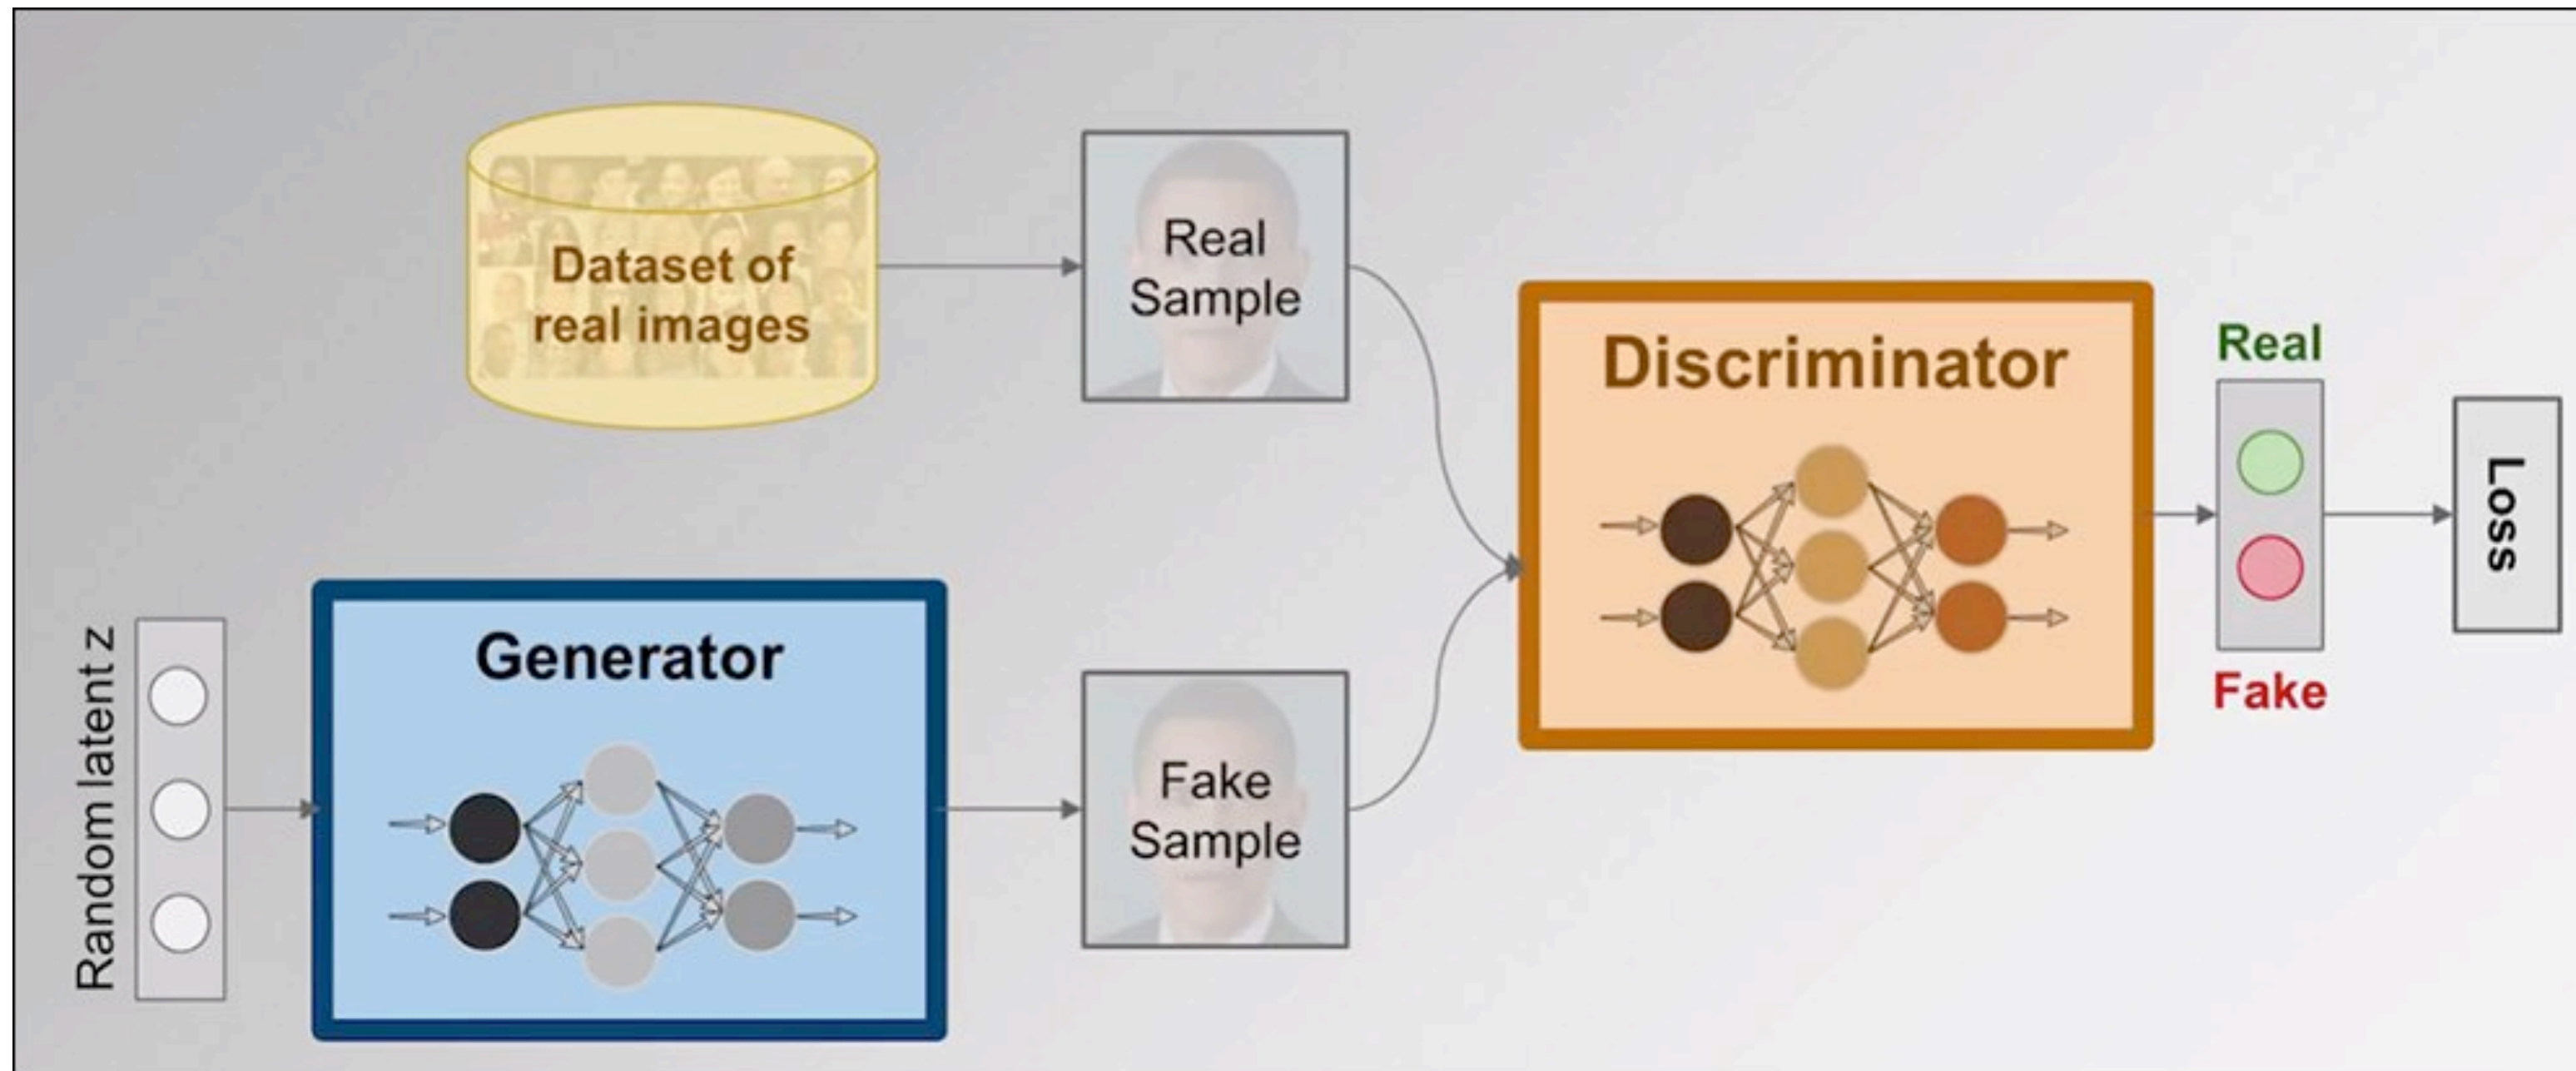 Dataset of
real images
Real
Sample
Discriminator
Real
Fake
Loss
Random latent z
Generator
Fake
Sample